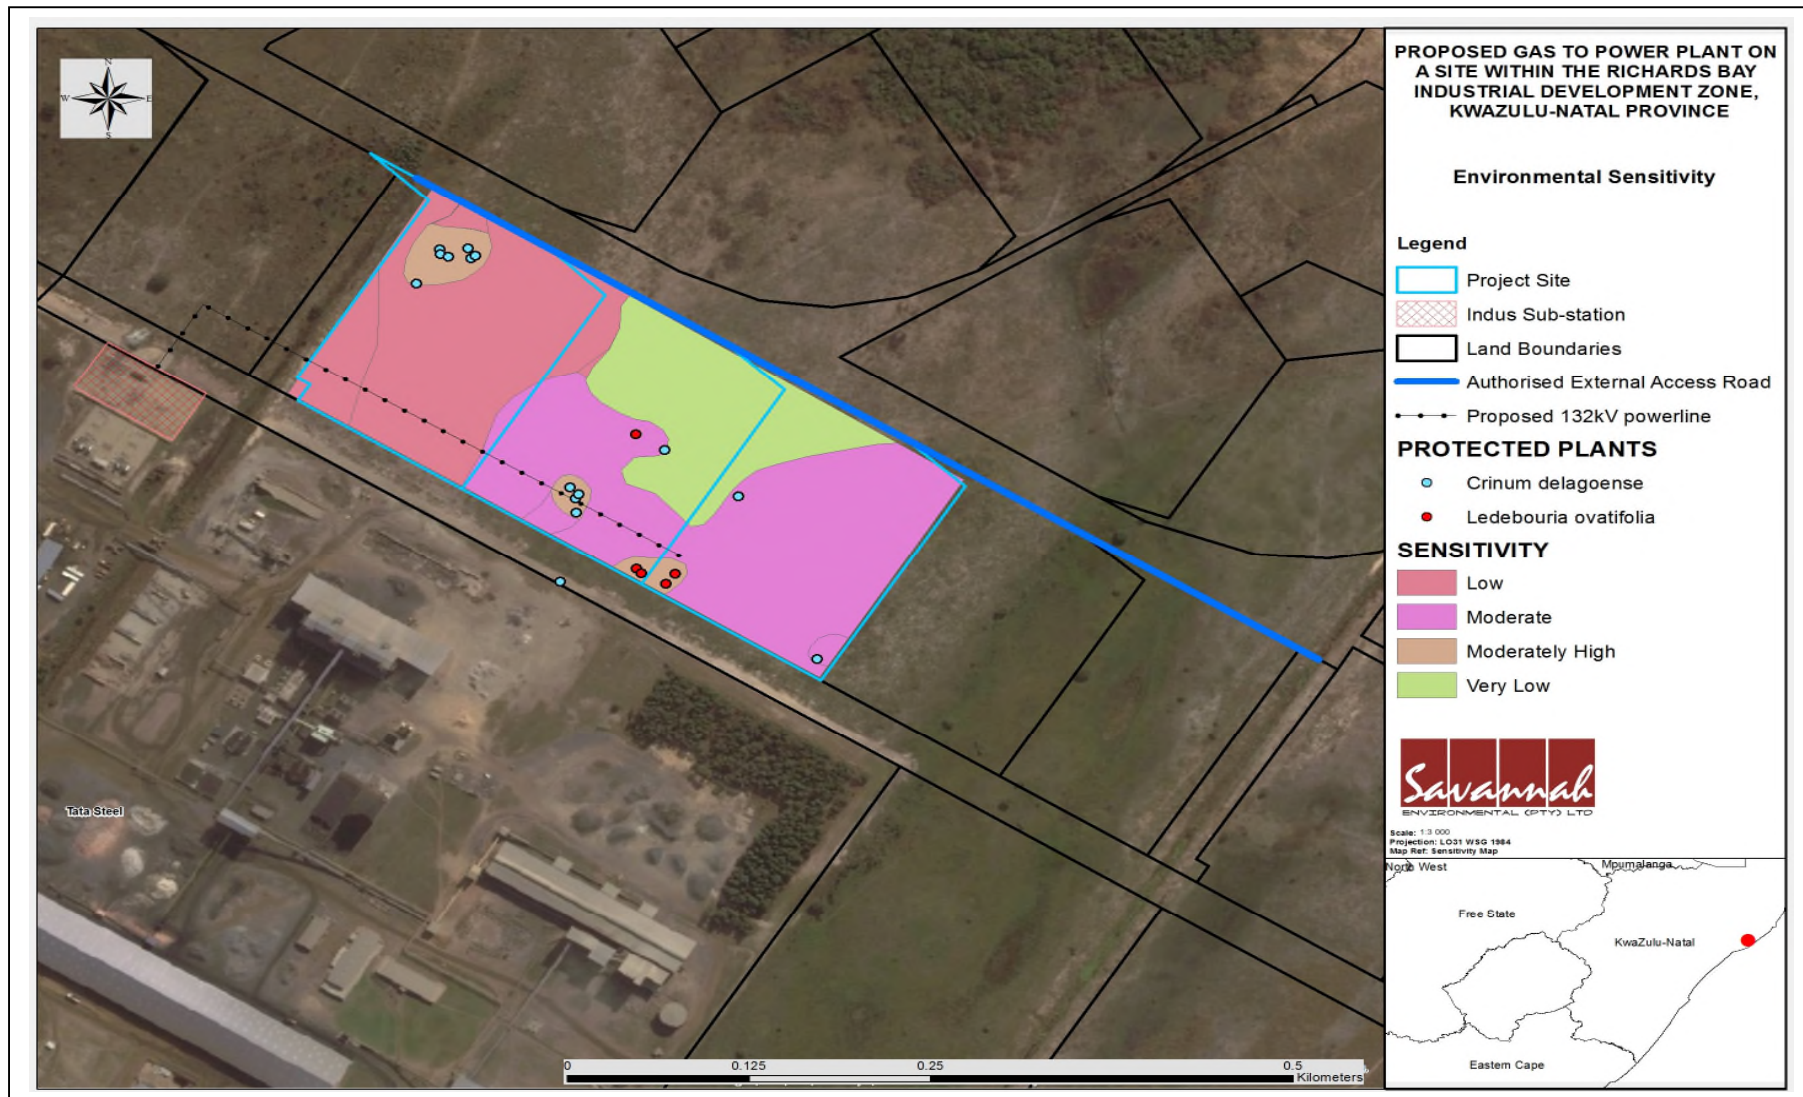 N
W
E
S
Tata Steel
0
0.125
0.25
0.5
Kilometers
PROPOSED GAS TO POWER PLANT ON
A SITE WITHIN THE RICHARDS BAY
INDUSTRIAL DEVELOPMENT ZONE,
KWAZULU-NATAL PROVINCE
Environmental Sensitivity
Legend
Project Site
Indus Sub-station
Land Boundaries
Authorised External Access Road
Proposed 132kV powerline
PROTECTED PLANTS
Crinum delagoense
Ledebouria ovatifolia
SENSITIVITY
Low
Moderate
Moderately High
Very Low
Savannah
ENVIRONMENTAL (PTY) LTD
Scale: 1:3 000
Projection: LO31 WSG 1984
Map Ref: Sensitivity Map
North West
Mpumalanga
Free State
KwaZulu-Natal
Eastern Cape